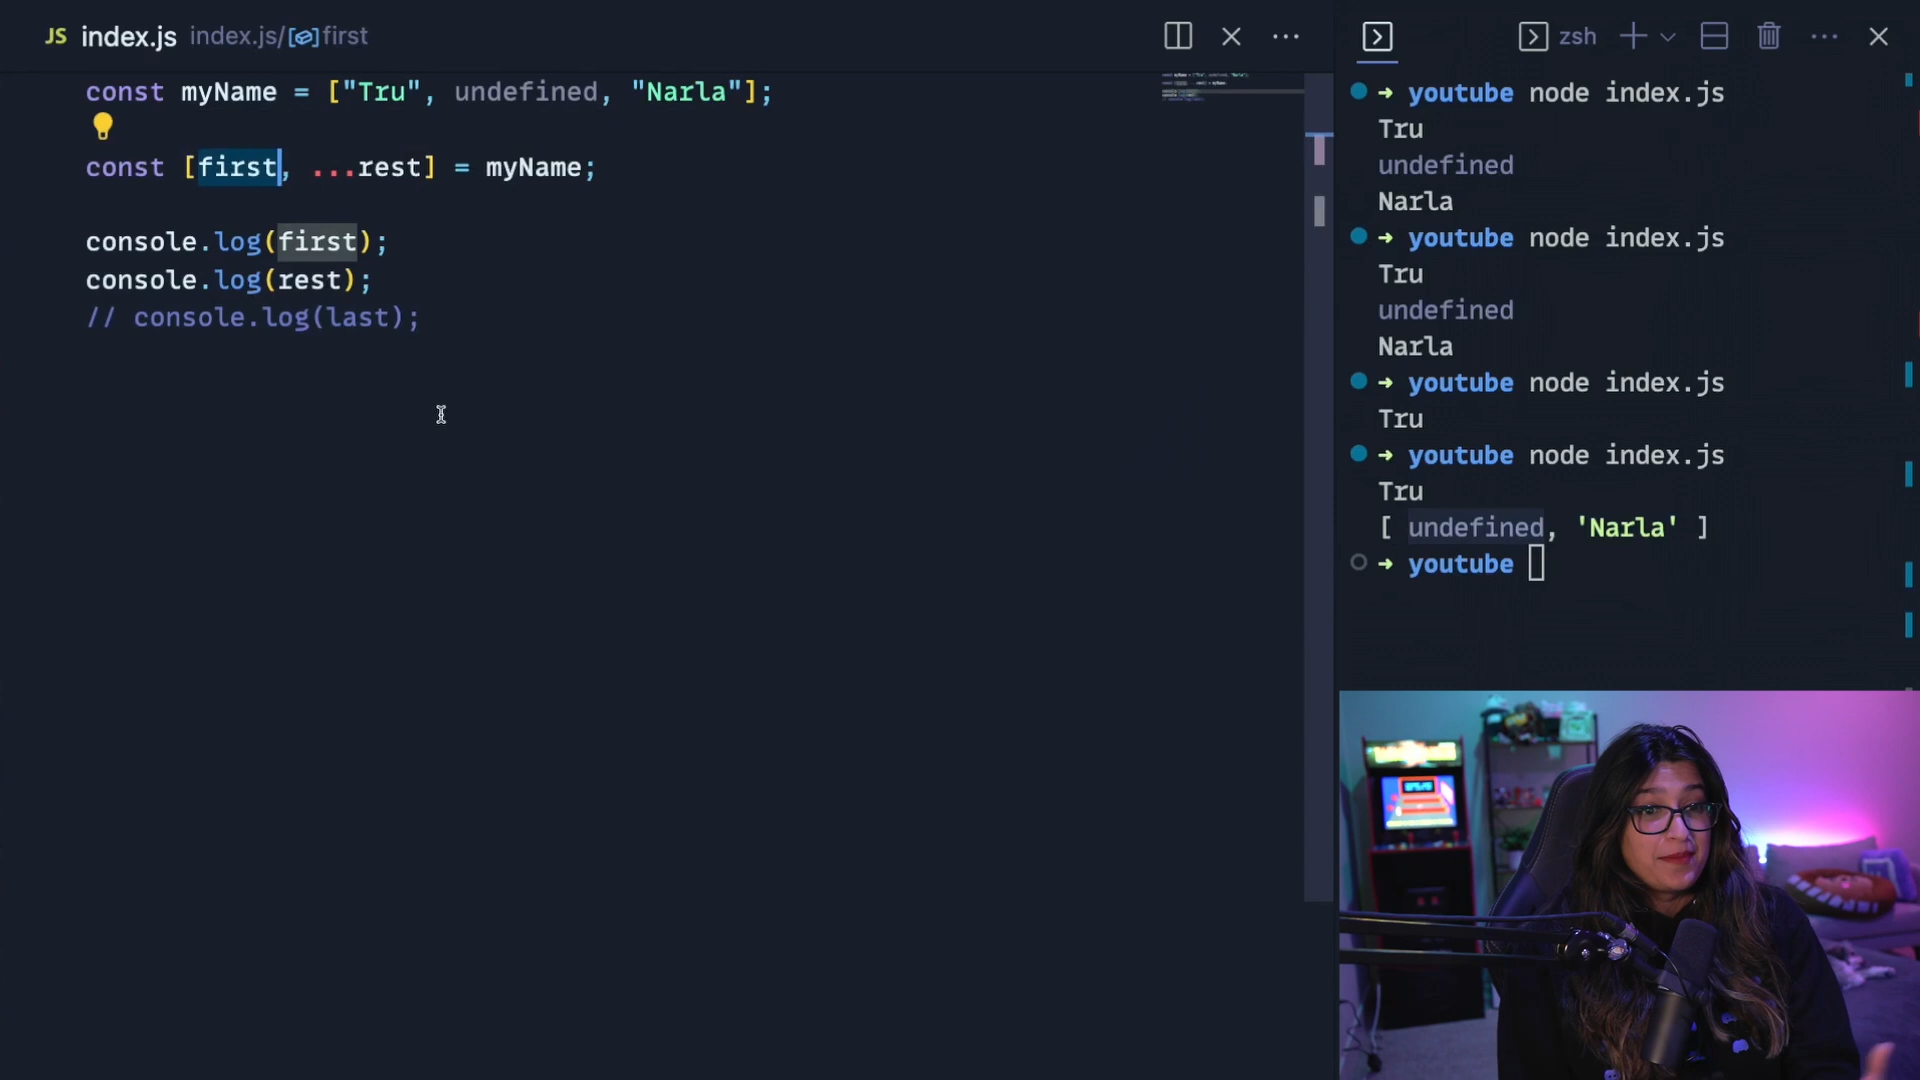 JS index.js index.js/first
const myName = ["Tru", undefined, "Narla"];
const [first, ...rest] = myName;
console.log(first);
console.log(rest);
// console.log(last);
zsh
➜ youtube node index.js
Tru
undefined
Narla
➜ youtube node index.js
Tru
undefined
Narla
➜ youtube node index.js
Tru
➜ youtube node index.js
Tru
[ undefined, 'Narla' ]
➜ youtube